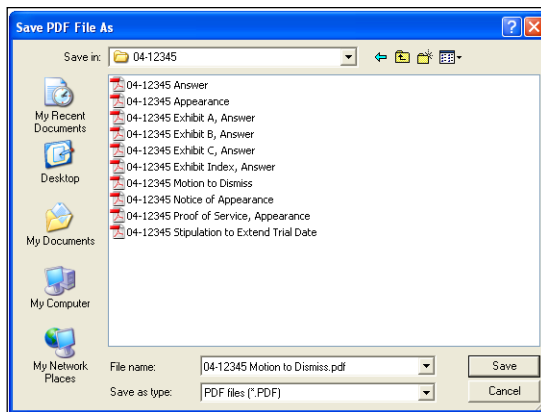 Save PDF File As
Save in:
04-12345
My Recent
Documents
Desktop
My Documents
My Computer
My Network
Places
04-12345 Answer
04-12345 Appearance
04-12345 Exhibit A, Answer
04-12345 Exhibit B, Answer
04-12345 Exhibit C, Answer
04-12345 Exhibit Index, Answer
04-12345 Motion to Dismiss
04-12345 Notice of Appearance
04-12345 Proof of Service, Appearance
04-12345 Stipulation to Extend Trial Date
File name:
04-12345 Motion to Dismiss.pdf
Save
Save as type:
PDF files (*.PDF)
Cancel